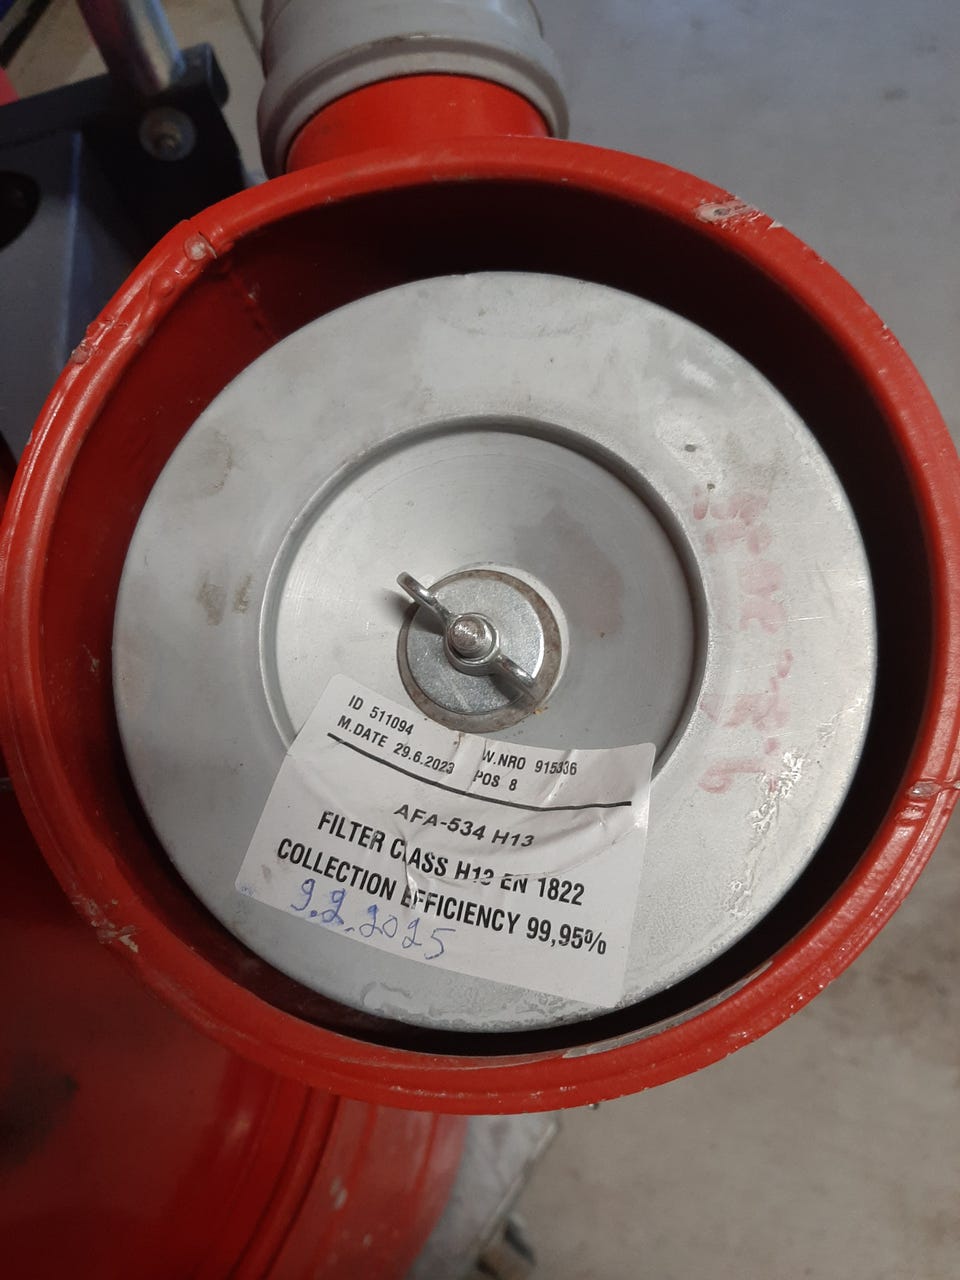 ID 511094 W.NRO 915336
M.DATE 29.6.2023 POS 8
AFA-534 H13
FILTER CLASS H13 EN 1822
COLLECTION EFFICIENCY 99,95%
9.2.2025